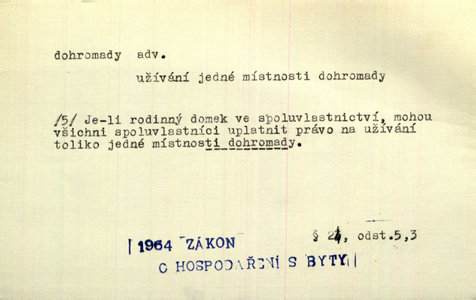 dohromady adv.
užívání jedné místnosti dohromady
/5/ Je-li rodinný domek ve spoluvlastnictví, mohou
všichni spoluvlastníci uplatnit právo na užívání
toliko jedné místnosti dohromady.
1964 ZÁKON § , odst.5,3
O HOSPODAŘENÍ S BYTY